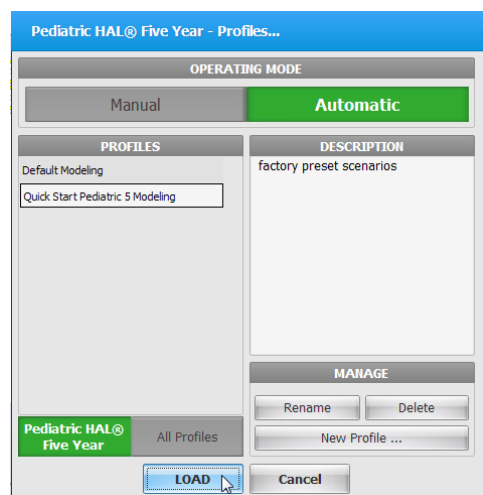 Pediatric HAL® Five Year - Profiles...
OPERATING MODE
Manual
Automatic
PROFILES
Default Modeling
Quick Start Pediatric 5 Modeling
DESCRIPTION
factory preset scenarios
MANAGE
Rename
Delete
New Profile ...
Pediatric HAL®
Five Year
All Profiles
LOAD
Cancel